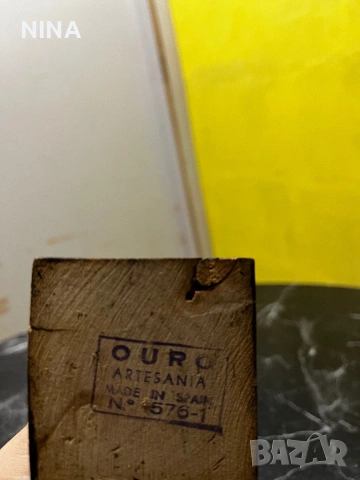 NINA
OURO
ARTESANIA
MADE IN SPAIN
N.º 576-1
BAZAR